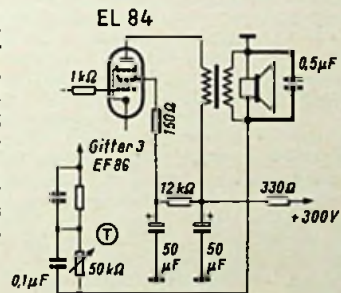 EL 84
1kΩ
150Ω
0,5µF
Gitter 3
EF 86
12kΩ
330Ω
+300V
T
50kΩ
0,1µF
+
50
µF
+
50
µF